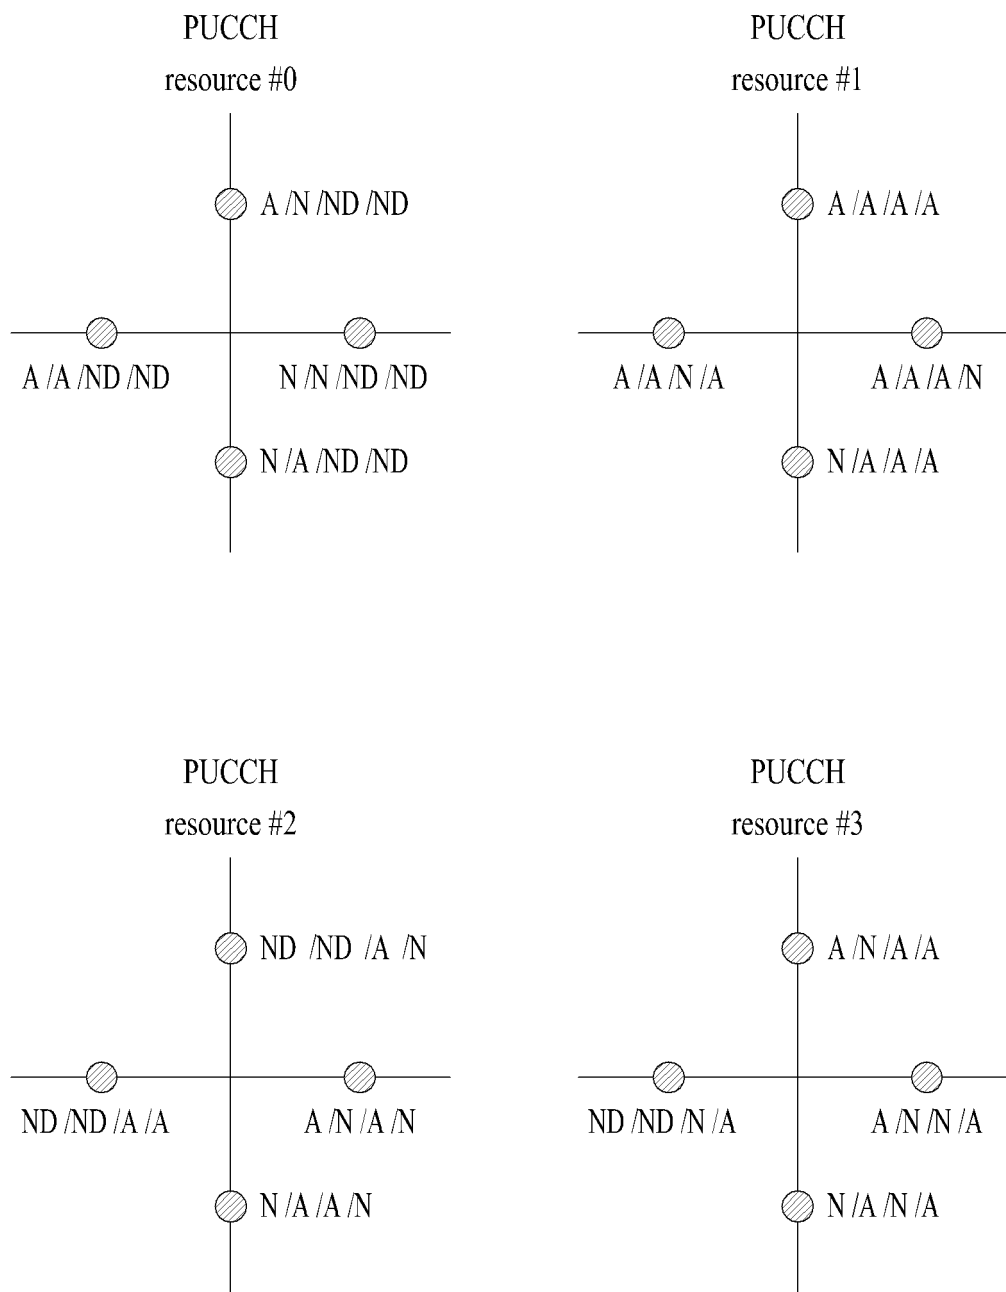 PUCCH
resource #0
A /N /ND /ND
A /A /ND /ND
N /N /ND /ND
N /A /ND /ND
PUCCH
resource #1
A /A /A /A
A /A /N /A
A /A /A /N
N /A /A /A
PUCCH
resource #2
ND /ND /A /N
ND /ND /A /A
A /N /A /N
N /A /A /N
PUCCH
resource #3
A /N /A /A
ND /ND /N /A
A /N /N /A
N /A /N /A